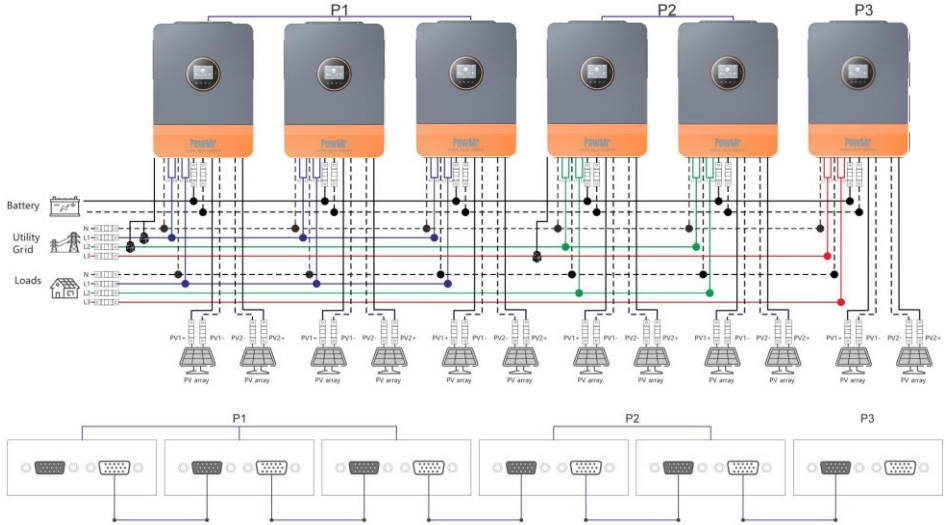 P1 P2 P3
PowMr PowMr PowMr PowMr PowMr PowMr
Battery
Utility
Grid
N
L1
L2
L3
Loads
N
L1
L2
L3
PV1+ PV1- PV2- PV2+ PV1+ PV1- PV2- PV2+ PV1+ PV1- PV2- PV2+ PV1+ PV1- PV2- PV2+ PV1+ PV1- PV2- PV2+ PV1+ PV1- PV2- PV2+
PV array PV array PV array PV array PV array PV array PV array PV array PV array PV array PV array PV array
P1 P2 P3